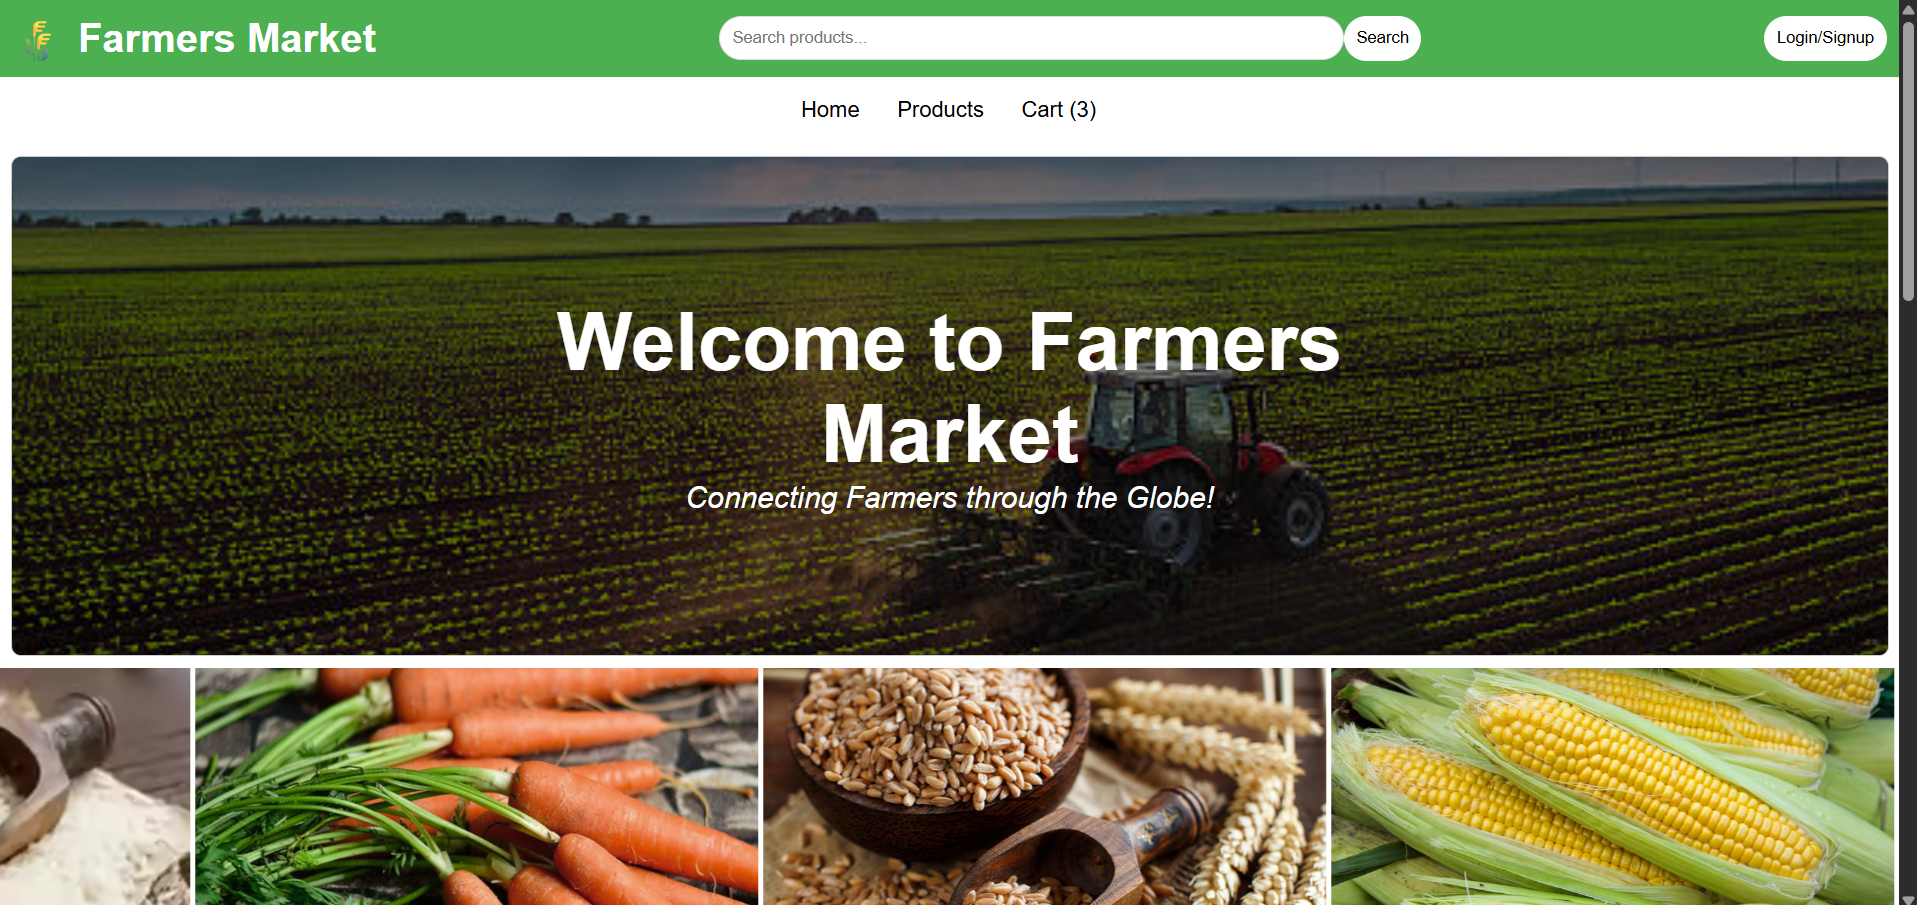 Farmers Market
Search products...
Search
Login/Signup
Home
Products
Cart (3)
Welcome to Farmers
Market
Connecting Farmers through the Globe!